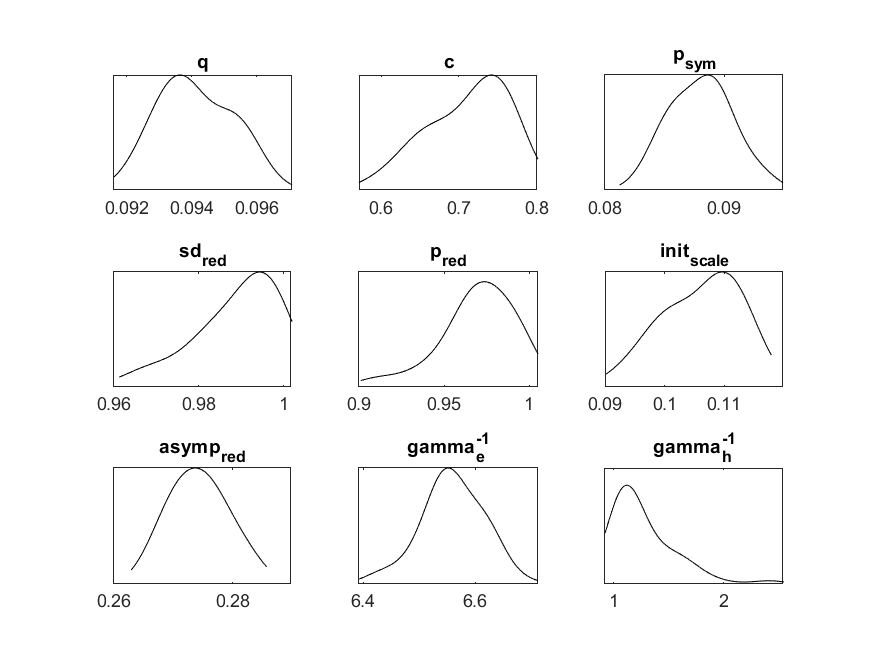 q c p_sym
0.092 0.094 0.096 0.6 0.7 0.8 0.08 0.09
sd_red p_red init_scale
0.96 0.98 1 0.9 0.95 1 0.09 0.1 0.11
asymp_red gamma_e^-1 gamma_h^-1
0.26 0.28 6.4 6.6 1 2